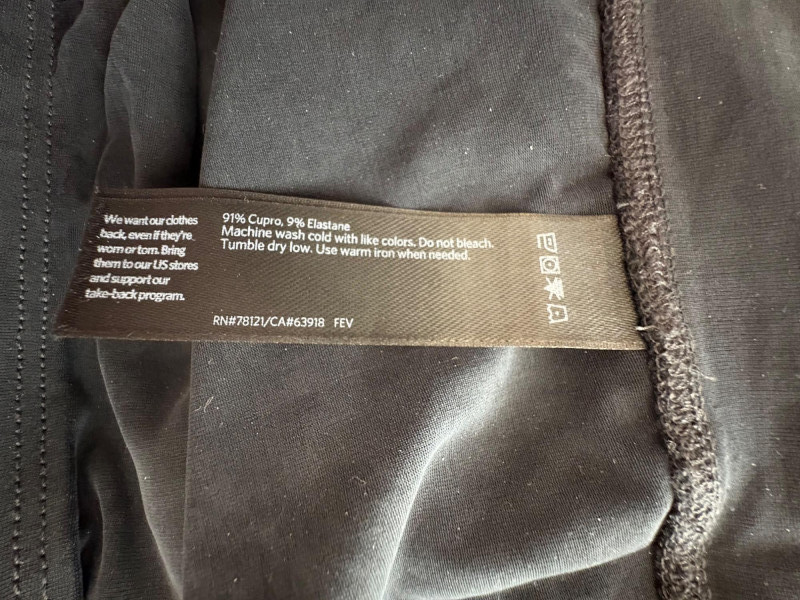 We want our clothes
back, even if they're
worn or torn. Bring
them to our US stores
and support our
take-back program.
91% Cupro, 9% Elastane
Machine wash cold with like colors. Do not bleach.
Tumble dry low. Use warm iron when needed.
RN#78121/CA#63918 FEV